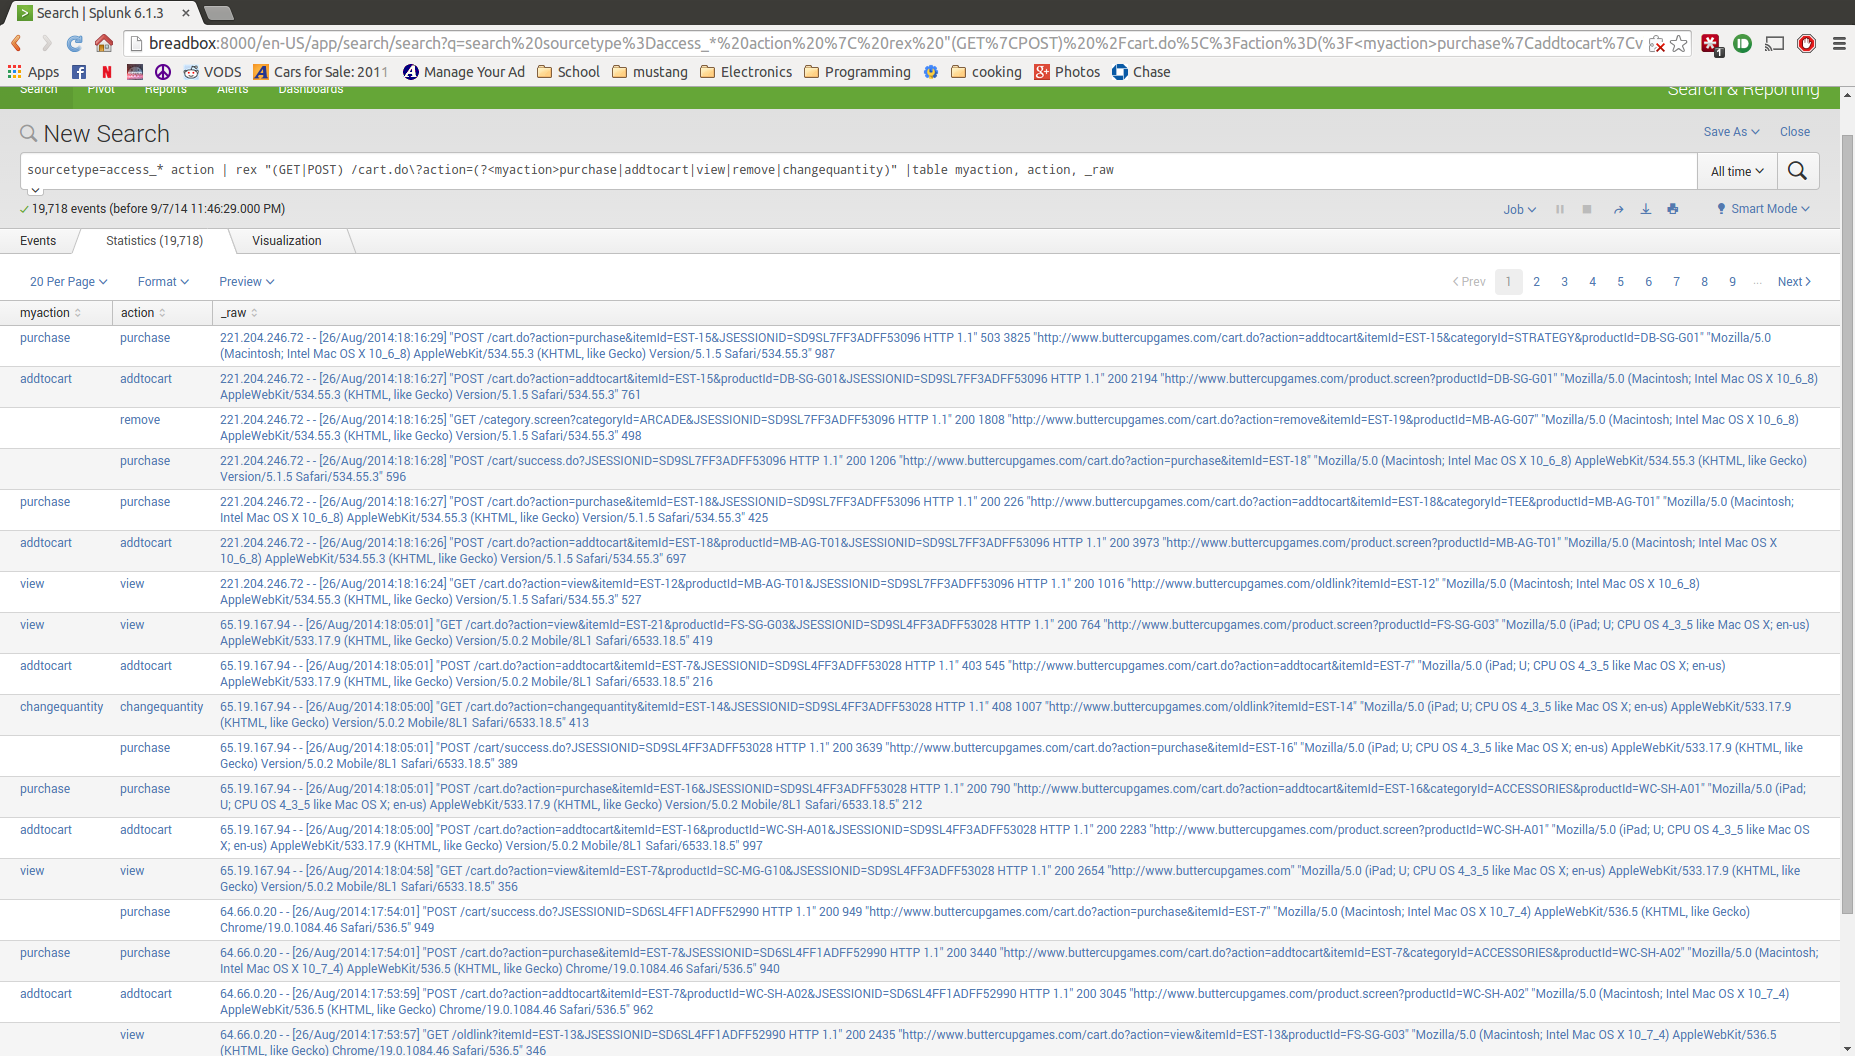 Search | Splunk 6.1.3 ×
breadbox:8000/en-US/app/search/search?q=search%20sourcetype%3Daccess_*%20action%20%7C%20rex%20"(GET%7CPOST)%20%2Fcart.do%5C%3Faction%3D(%3F<myaction>purchase%7Caddtocart%7Cv
Apps VODS Cars for Sale: 2011 Manage Your Ad School mustang Electronics Programming cooking Photos Chase
Search Pivot Reports Alerts Dashboards Search & Reporting
New Search Save As Close
sourcetype=access_* action | rex "(GET|POST) /cart.do\?action=(?<myaction>purchase|addtocart|view|remove|changequantity)" |table myaction, action, _raw All time
19,718 events (before 9/7/14 11:46:29.000 PM) Job Smart Mode
Events Statistics (19,718) Visualization
20 Per Page Format Preview < Prev 1 2 3 4 5 6 7 8 9 ... Next >
myaction action _raw
purchase purchase 221.204.246.72 - - [26/Aug/2014:18:16:29] "POST /cart.do?action=purchase&itemId=EST-15&JSESSIONID=SD9SL7FF3ADFF53096 HTTP 1.1" 503 3825 "http://www.buttercupgames.com/cart.do?action=addtocart&itemId=EST-15&categoryId=STRATEGY&productId=DB-SG-G01" "Mozilla/5.0
(Macintosh; Intel Mac OS X 10_6_8) AppleWebKit/534.55.3 (KHTML, like Gecko) Version/5.1.5 Safari/534.55.3" 987
addtocart addtocart 221.204.246.72 - - [26/Aug/2014:18:16:27] "POST /cart.do?action=addtocart&itemId=EST-15&productId=DB-SG-G01&JSESSIONID=SD9SL7FF3ADFF53096 HTTP 1.1" 200 2194 "http://www.buttercupgames.com/product.screen?productId=DB-SG-G01" "Mozilla/5.0 (Macintosh; Intel Mac OS X 10_6_8)
AppleWebKit/534.55.3 (KHTML, like Gecko) Version/5.1.5 Safari/534.55.3" 761
remove 221.204.246.72 - - [26/Aug/2014:18:16:25] "GET /category.screen?categoryId=ARCADE&JSESSIONID=SD9SL7FF3ADFF53096 HTTP 1.1" 200 1808 "http://www.buttercupgames.com/cart.do?action=remove&itemId=EST-19&productId=MB-AG-G07" "Mozilla/5.0 (Macintosh; Intel Mac OS X 10_6_8)
AppleWebKit/534.55.3 (KHTML, like Gecko) Version/5.1.5 Safari/534.55.3" 498
purchase 221.204.246.72 - - [26/Aug/2014:18:16:28] "POST /cart/success.do?JSESSIONID=SD9SL7FF3ADFF53096 HTTP 1.1" 200 1206 "http://www.buttercupgames.com/cart.do?action=purchase&itemId=EST-18" "Mozilla/5.0 (Macintosh; Intel Mac OS X 10_6_8) AppleWebKit/534.55.3 (KHTML, like Gecko)
Version/5.1.5 Safari/534.55.3" 596
purchase purchase 221.204.246.72 - - [26/Aug/2014:18:16:27] "POST /cart.do?action=purchase&itemId=EST-18&JSESSIONID=SD9SL7FF3ADFF53096 HTTP 1.1" 200 226 "http://www.buttercupgames.com/cart.do?action=addtocart&itemId=EST-18&categoryId=TEE&productId=MB-AG-T01" "Mozilla/5.0 (Macintosh;
Intel Mac OS X 10_6_8) AppleWebKit/534.55.3 (KHTML, like Gecko) Version/5.1.5 Safari/534.55.3" 425
addtocart addtocart 221.204.246.72 - - [26/Aug/2014:18:16:26] "POST /cart.do?action=addtocart&itemId=EST-18&productId=MB-AG-T01&JSESSIONID=SD9SL7FF3ADFF53096 HTTP 1.1" 200 3973 "http://www.buttercupgames.com/product.screen?productId=MB-AG-T01" "Mozilla/5.0 (Macintosh; Intel Mac OS X
10_6_8) AppleWebKit/534.55.3 (KHTML, like Gecko) Version/5.1.5 Safari/534.55.3" 697
view view 221.204.246.72 - - [26/Aug/2014:18:16:24] "GET /cart.do?action=view&itemId=EST-12&productId=MB-AG-T01&JSESSIONID=SD9SL7FF3ADFF53096 HTTP 1.1" 200 1016 "http://www.buttercupgames.com/oldlink?itemId=EST-12" "Mozilla/5.0 (Macintosh; Intel Mac OS X 10_6_8)
AppleWebKit/534.55.3 (KHTML, like Gecko) Version/5.1.5 Safari/534.55.3" 527
view view 65.19.167.94 - - [26/Aug/2014:18:05:01] "GET /cart.do?action=view&itemId=EST-21&productId=FS-SG-G03&JSESSIONID=SD9SL4FF3ADFF53028 HTTP 1.1" 200 764 "http://www.buttercupgames.com/product.screen?productId=FS-SG-G03" "Mozilla/5.0 (iPad; U; CPU OS 4_3_5 like Mac OS X; en-us)
AppleWebKit/533.17.9 (KHTML, like Gecko) Version/5.0.2 Mobile/8L1 Safari/6533.18.5" 419
addtocart addtocart 65.19.167.94 - - [26/Aug/2014:18:05:01] "POST /cart.do?action=addtocart&itemId=EST-7&JSESSIONID=SD9SL4FF3ADFF53028 HTTP 1.1" 403 545 "http://www.buttercupgames.com/cart.do?action=addtocart&itemId=EST-7" "Mozilla/5.0 (iPad; U; CPU OS 4_3_5 like Mac OS X; en-us)
AppleWebKit/533.17.9 (KHTML, like Gecko) Version/5.0.2 Mobile/8L1 Safari/6533.18.5" 216
changequantity changequantity 65.19.167.94 - - [26/Aug/2014:18:05:00] "GET /cart.do?action=changequantity&itemId=EST-14&JSESSIONID=SD9SL4FF3ADFF53028 HTTP 1.1" 408 1007 "http://www.buttercupgames.com/oldlink?itemId=EST-14" "Mozilla/5.0 (iPad; U; CPU OS 4_3_5 like Mac OS X; en-us) AppleWebKit/533.17.9
(KHTML, like Gecko) Version/5.0.2 Mobile/8L1 Safari/6533.18.5" 413
purchase 65.19.167.94 - - [26/Aug/2014:18:05:01] "POST /cart/success.do?JSESSIONID=SD9SL4FF3ADFF53028 HTTP 1.1" 200 3639 "http://www.buttercupgames.com/cart.do?action=purchase&itemId=EST-16" "Mozilla/5.0 (iPad; U; CPU OS 4_3_5 like Mac OS X; en-us) AppleWebKit/533.17.9 (KHTML, like
Gecko) Version/5.0.2 Mobile/8L1 Safari/6533.18.5" 389
purchase purchase 65.19.167.94 - - [26/Aug/2014:18:05:01] "POST /cart.do?action=purchase&itemId=EST-16&JSESSIONID=SD9SL4FF3ADFF53028 HTTP 1.1" 200 790 "http://www.buttercupgames.com/cart.do?action=addtocart&itemId=EST-16&categoryId=ACCESSORIES&productId=WC-SH-A01" "Mozilla/5.0 (iPad;
U; CPU OS 4_3_5 like Mac OS X; en-us) AppleWebKit/533.17.9 (KHTML, like Gecko) Version/5.0.2 Mobile/8L1 Safari/6533.18.5" 212
addtocart addtocart 65.19.167.94 - - [26/Aug/2014:18:05:00] "POST /cart.do?action=addtocart&itemId=EST-16&productId=WC-SH-A01&JSESSIONID=SD9SL4FF3ADFF53028 HTTP 1.1" 200 2283 "http://www.buttercupgames.com/product.screen?productId=WC-SH-A01" "Mozilla/5.0 (iPad; U; CPU OS 4_3_5 like Mac OS
X; en-us) AppleWebKit/533.17.9 (KHTML, like Gecko) Version/5.0.2 Mobile/8L1 Safari/6533.18.5" 997
view view 65.19.167.94 - - [26/Aug/2014:18:04:58] "GET /cart.do?action=view&itemId=EST-7&productId=SC-MG-G10&JSESSIONID=SD9SL4FF3ADFF53028 HTTP 1.1" 200 2654 "http://www.buttercupgames.com" "Mozilla/5.0 (iPad; U; CPU OS 4_3_5 like Mac OS X; en-us) AppleWebKit/533.17.9 (KHTML, like
Gecko) Version/5.0.2 Mobile/8L1 Safari/6533.18.5" 356
purchase 64.66.0.20 - - [26/Aug/2014:17:54:01] "POST /cart/success.do?JSESSIONID=SD6SL4FF1ADFF52990 HTTP 1.1" 200 949 "http://www.buttercupgames.com/cart.do?action=purchase&itemId=EST-7" "Mozilla/5.0 (Macintosh; Intel Mac OS X 10_7_4) AppleWebKit/536.5 (KHTML, like Gecko)
Chrome/19.0.1084.46 Safari/536.5" 949
purchase purchase 64.66.0.20 - - [26/Aug/2014:17:54:01] "POST /cart.do?action=purchase&itemId=EST-7&JSESSIONID=SD6SL4FF1ADFF52990 HTTP 1.1" 200 3440 "http://www.buttercupgames.com/cart.do?action=addtocart&itemId=EST-7&categoryId=ACCESSORIES&productId=WC-SH-A02" "Mozilla/5.0 (Macintosh;
Intel Mac OS X 10_7_4) AppleWebKit/536.5 (KHTML, like Gecko) Chrome/19.0.1084.46 Safari/536.5" 940
addtocart addtocart 64.66.0.20 - - [26/Aug/2014:17:53:59] "POST /cart.do?action=addtocart&itemId=EST-7&productId=WC-SH-A02&JSESSIONID=SD6SL4FF1ADFF52990 HTTP 1.1" 200 3045 "http://www.buttercupgames.com/product.screen?productId=WC-SH-A02" "Mozilla/5.0 (Macintosh; Intel Mac OS X 10_7_4)
AppleWebKit/536.5 (KHTML, like Gecko) Chrome/19.0.1084.46 Safari/536.5" 962
view 64.66.0.20 - - [26/Aug/2014:17:53:57] "GET /oldlink?itemId=EST-13&JSESSIONID=SD6SL4FF1ADFF52990 HTTP 1.1" 200 2435 "http://www.buttercupgames.com/cart.do?action=view&itemId=EST-13&productId=FS-SG-G03" "Mozilla/5.0 (Macintosh; Intel Mac OS X 10_7_4) AppleWebKit/536.5
(KHTML, like Gecko) Chrome/19.0.1084.46 Safari/536.5" 346